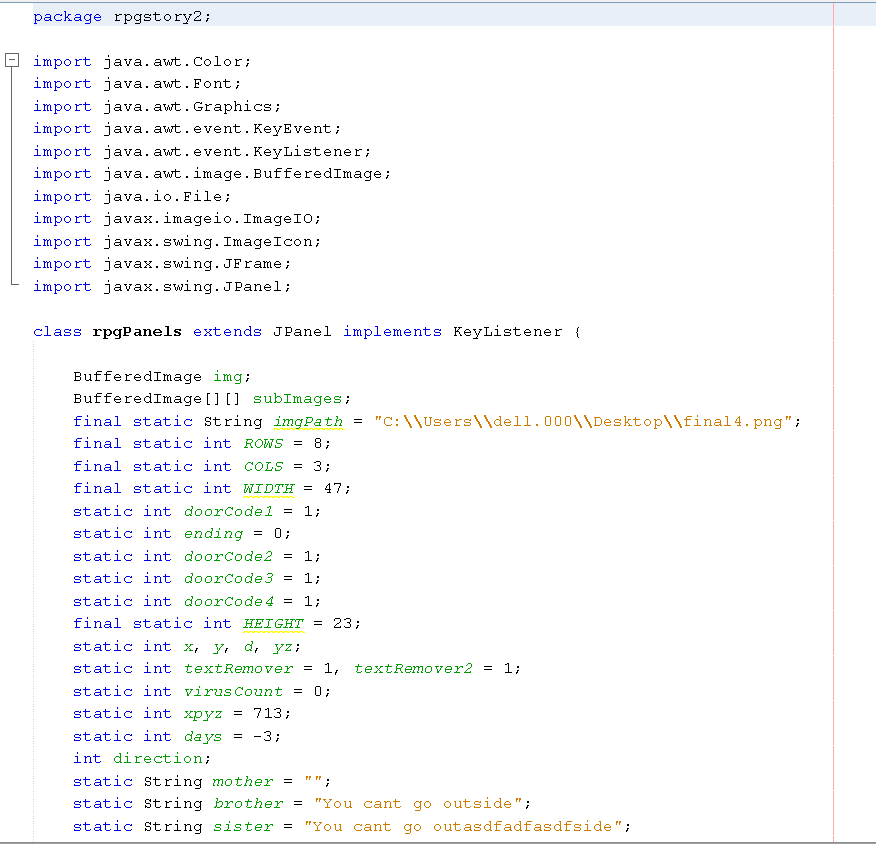 package rpgstory2;
import java.awt.Color;
import java.awt.Font;
import java.awt.Graphics;
import java.awt.event.KeyEvent;
import java.awt.event.KeyListener;
import java.awt.image.BufferedImage;
import java.io.File;
import javax.imageio.ImageIO;
import javax.swing.ImageIcon;
import javax.swing.JFrame;
import javax.swing.JPanel;
class rpgPanels extends JPanel implements KeyListener {
BufferedImage img;
BufferedImage[][] subImages;
final static String imgPath = "C:\\Users\\dell.000\\Desktop\\final4.png";
final static int ROWS = 8;
final static int COLS = 3;
final static int WIDTH = 47;
static int doorCode1 = 1;
static int ending = 0;
static int doorCode2 = 1;
static int doorCode3 = 1;
static int doorCode4 = 1;
final static int HEIGHT = 23;
static int x, y, d, yz;
static int textRemover = 1, textRemover2 = 1;
static int virusCount = 0;
static int xpyz = 713;
static int days = -3;
int direction;
static String mother = "";
static String brother = "You cant go outside";
static String sister = "You cant go outasdfadfasdfside";